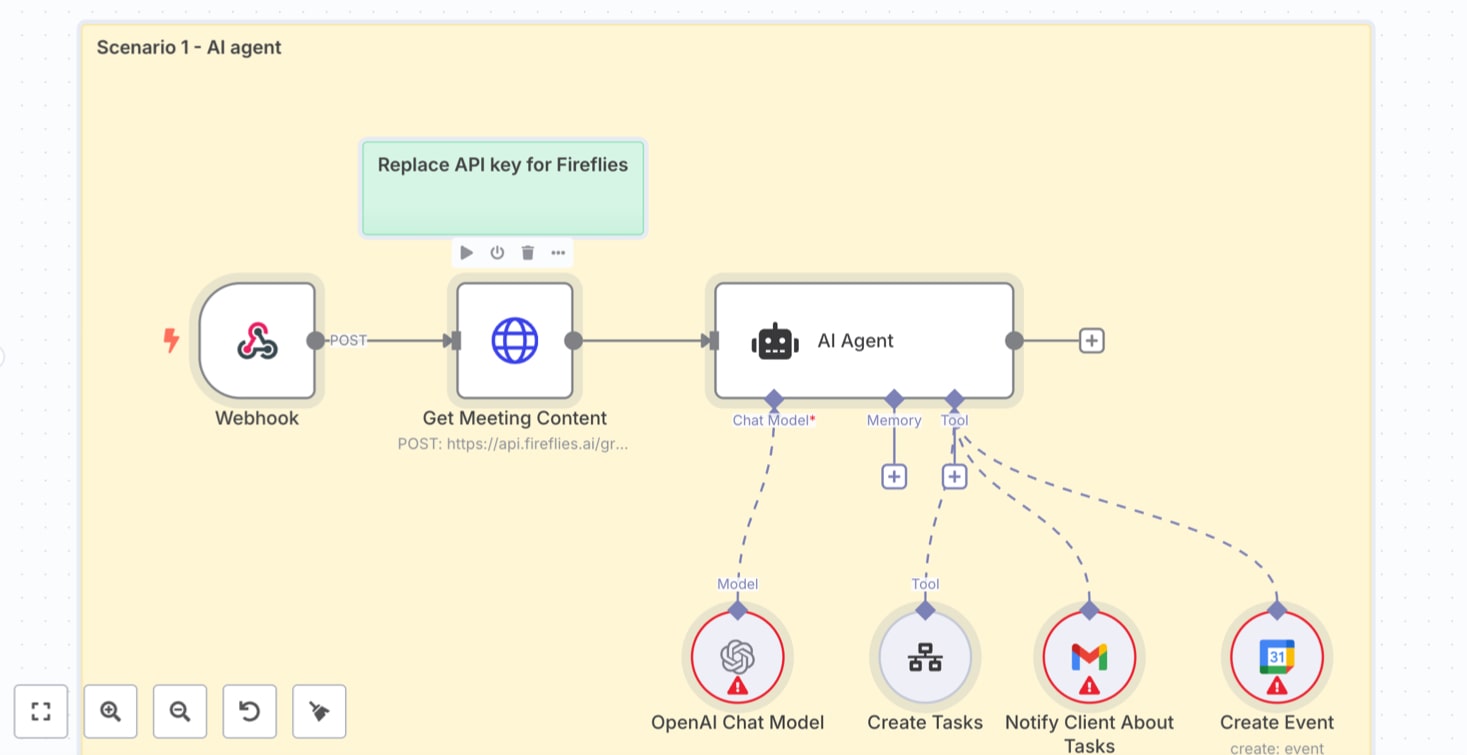 Scenario 1 - AI agent
Replace API key for Fireflies
POST
AI Agent
Webhook
Get Meeting Content
POST: https://api.fireflies.ai/gr...
Chat Model*
Memory
Tool
Model
Tool
31
31
OpenAI Chat Model
Create Tasks
Notify Client About
Tasks
Create Event
create: event